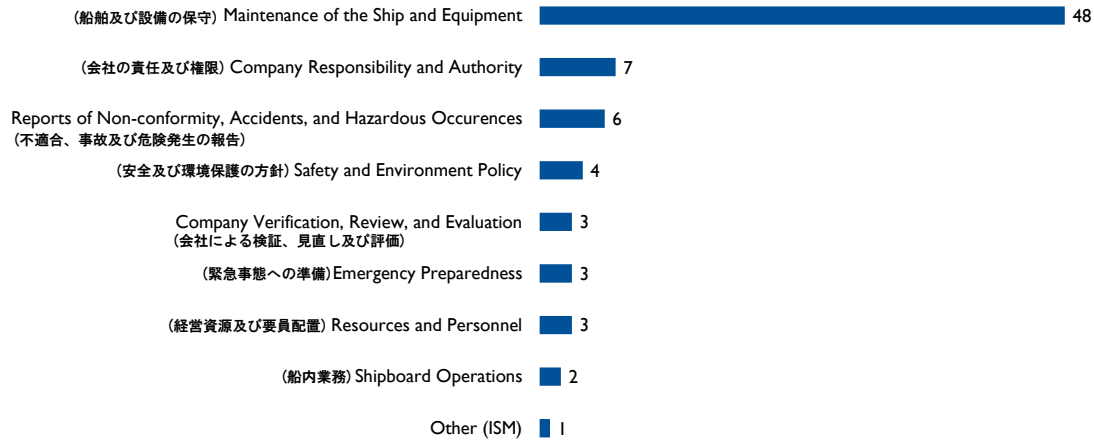 (船舶及び設備の保守) Maintenance of the Ship and Equipment 48
(会社の責任及び権限) Company Responsibility and Authority 7
Reports of Non-conformity, Accidents, and Hazardous Occurences 6
(不適合、事故及び危険発生の報告)
(安全及び環境保護の方針) Safety and Environment Policy 4
Company Verification, Review, and Evaluation 3
(会社による検証、見直し及び評価)
(緊急事態への準備) Emergency Preparedness 3
(経営資源及び要員配置) Resources and Personnel 3
(船内業務) Shipboard Operations 2
Other (ISM) 1